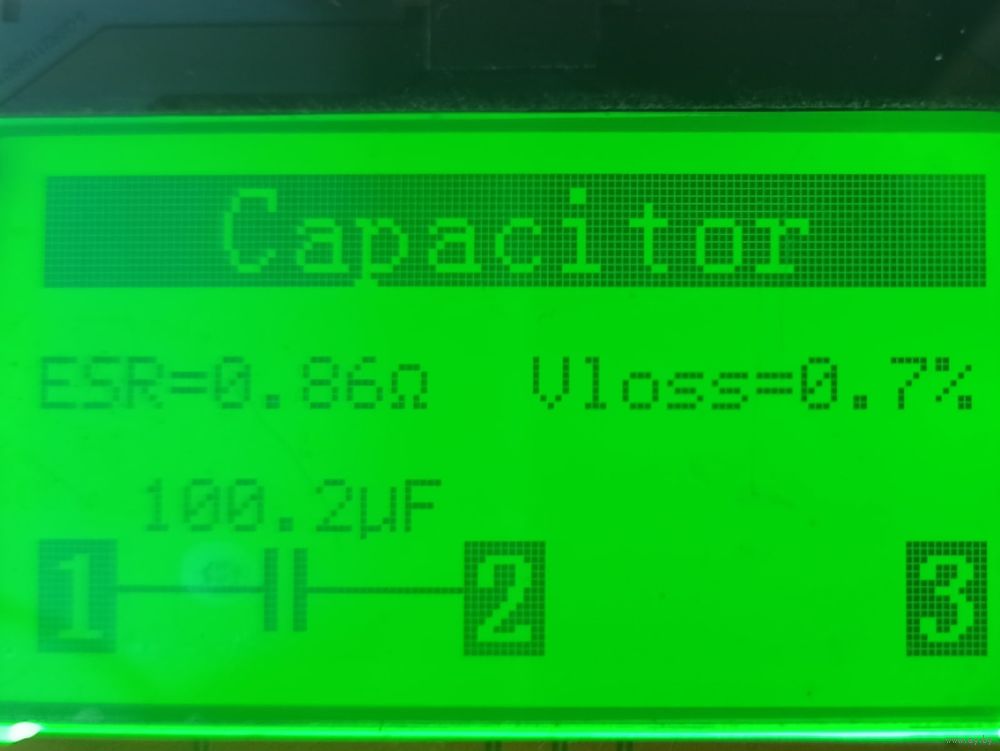 Capacitor
ESR=0.86Ω Vloss=0.7%
100.2µF
1 2 3